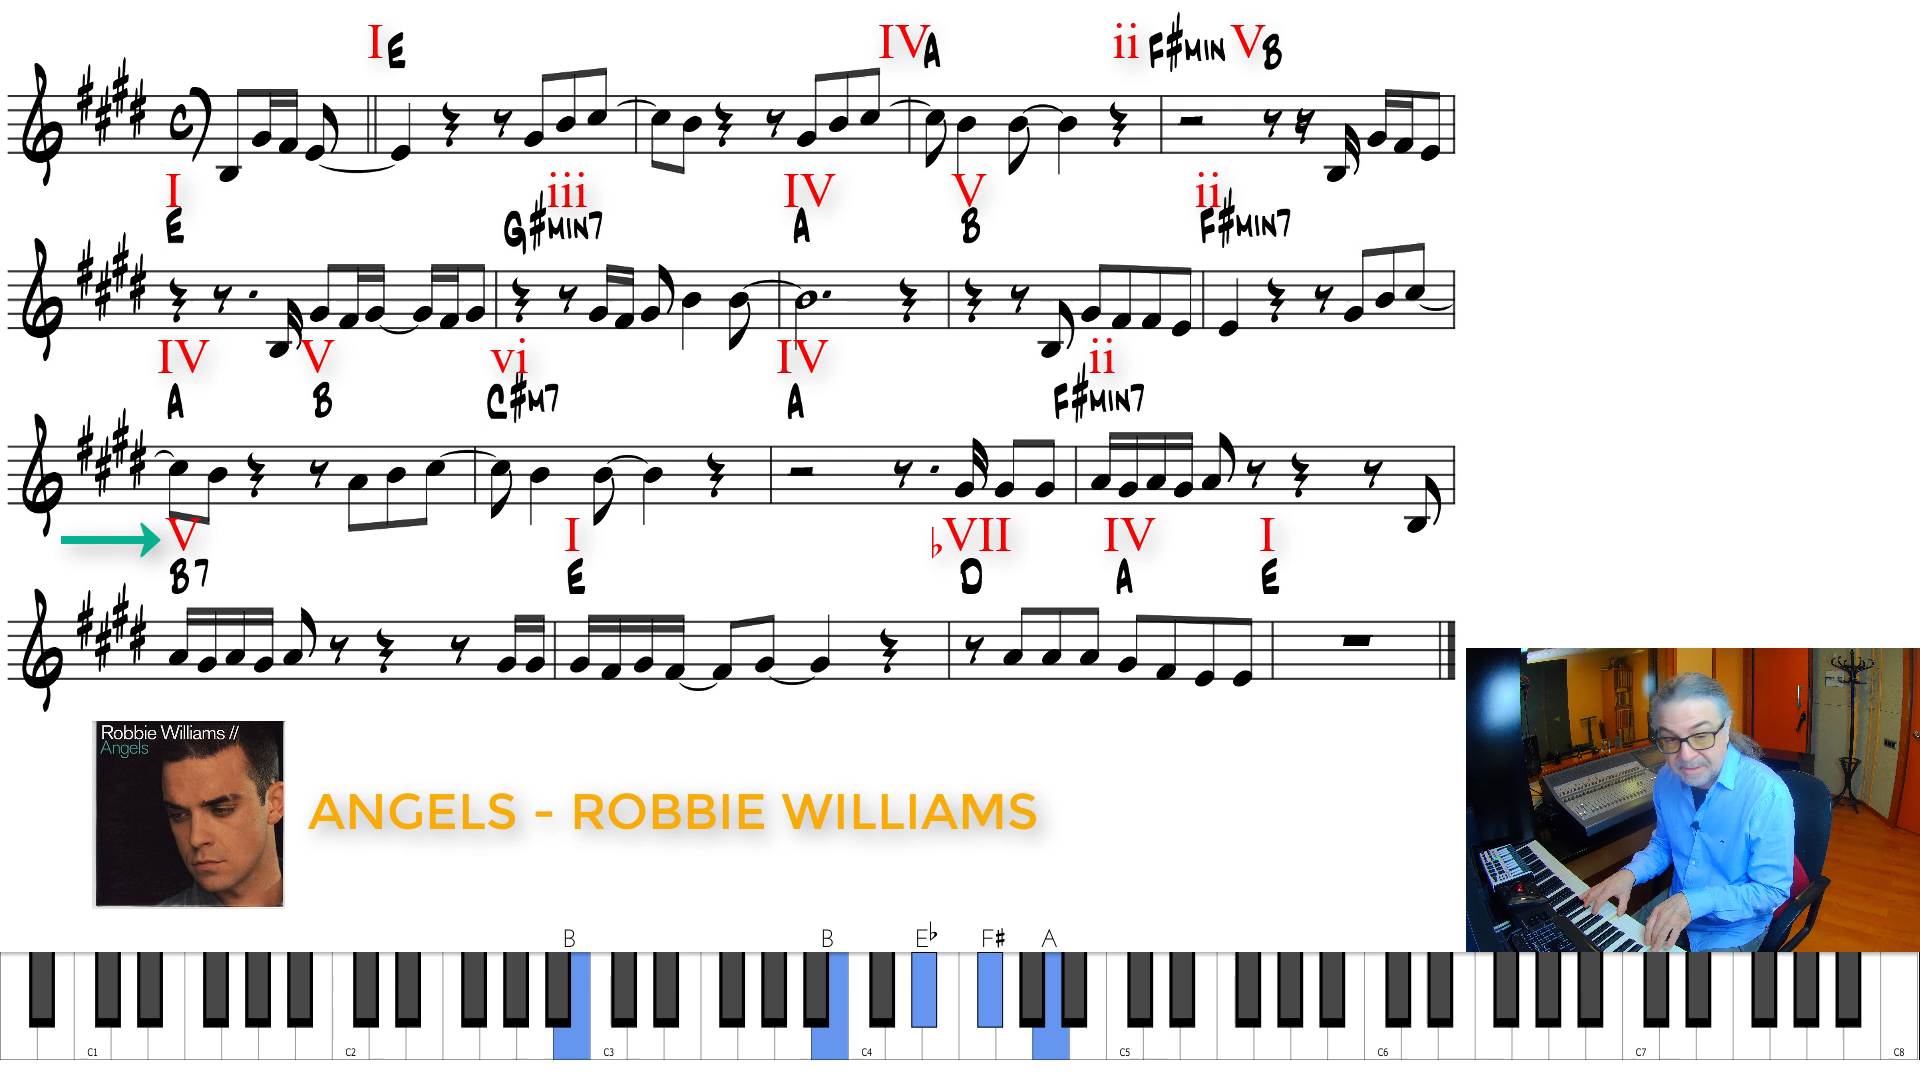 I IV ii V
E A F#MIN B
I iii IV V ii
E G#MIN7 A B F#MIN7
IV V vi IV ii
A B C#M7 A F#MIN7
V I ♭VII IV I
B7 E D A E
Robbie Williams //
Angels
ANGELS - ROBBIE WILLIAMS
B B E♭ F# A
C1 C2 C3 C4 C5 C6 C7 C8